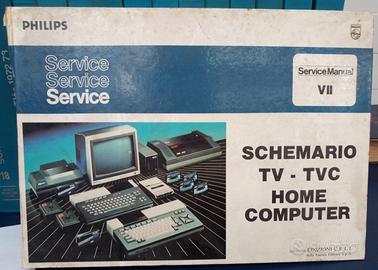 PHILIPS
Service
Service
Service
Service Manual
VII
SCHEMARIO
TV - TVC
HOME
COMPUTER
EDIZIONI C.E.L.I.